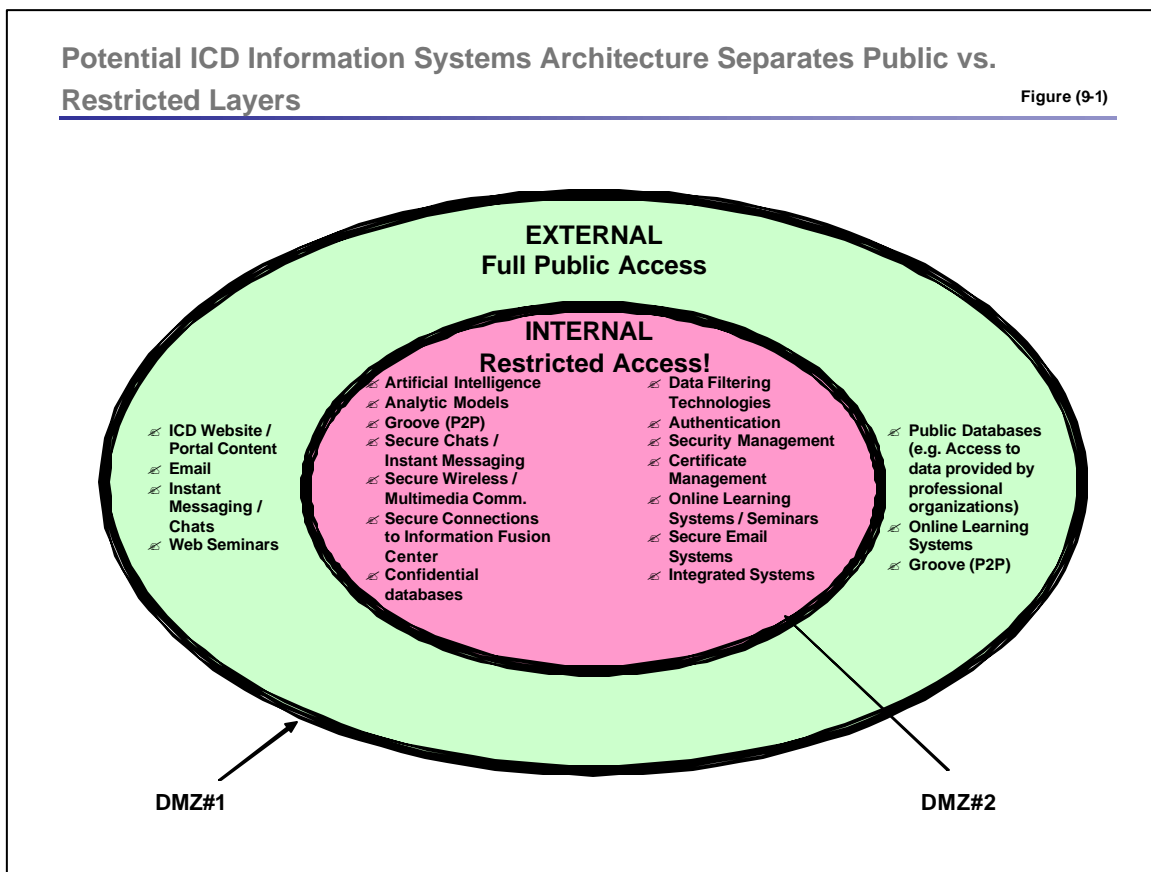 Potential ICD Information Systems Architecture Separates Public vs.
Restricted Layers
Figure (9-1)
EXTERNAL
Full Public Access
INTERNAL
Restricted Access!
ICD Website /
Portal Content
Email
Instant
Messaging /
Chats
Web Seminars
Artificial Intelligence
Analytic Models
Groove (P2P)
Secure Chats /
Instant Messaging
Secure Wireless /
Multimedia Comm.
Secure Connections
to Information Fusion
Center
Confidential
databases
Data Filtering
Technologies
Authentication
Security Management
Certificate
Management
Online Learning
Systems / Seminars
Secure Email
Systems
Integrated Systems
Public Databases
(e.g. Access to
data provided by
professional
organizations)
Online Learning
Systems
Groove (P2P)
DMZ#1
DMZ#2